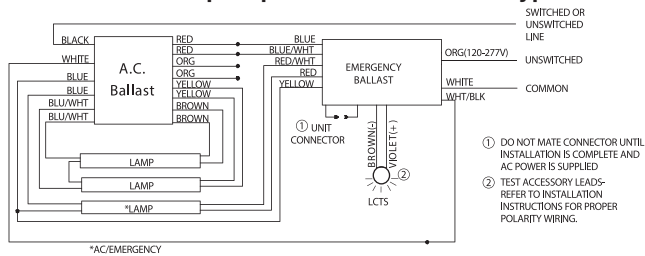 SWITCHED OR
UNSWITCHED
LINE
BLACK
WHITE
BLUE
BLUE
BLU/WHT
BLU/WHT
A.C.
Ballast
RED
RED
ORG
ORG
YELLOW
YELLOW
BROWN
BROWN
BLUE
BLUE/WHT
RED/WHT
RED
YELLOW
EMERGENCY
BALLAST
ORG(120-277V)
UNSWITCHED
WHITE
COMMON
WHT/BLK
① UNIT
CONNECTOR
BROWN(-)
VIOLET(+)
②
LCTS
LAMP
LAMP
*LAMP
*AC/EMERGENCY
① DO NOT MATE CONNECTOR UNTIL
INSTALLATION IS COMPLETE AND
AC POWER IS SUPPLIED
② TEST ACCESSORY LEADS-
REFER TO INSTALLATION
INSTRUCTIONS FOR PROPER
POLARITY WIRING.